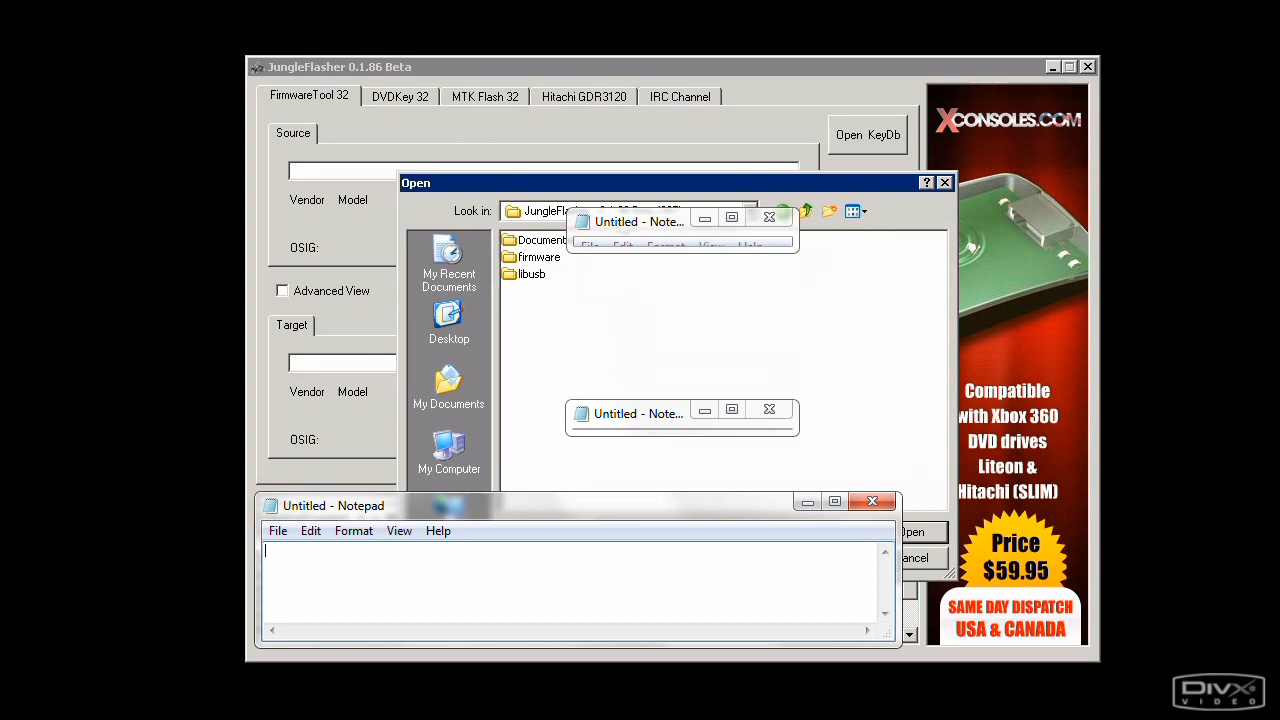 JungleFlasher 0.1.86 Beta
FirmwareTool 32
DVDKey 32
MTK Flash 32
Hitachi GDR3120
IRC Channel
XCONSOLES.COM
Source
Open KeyDb
Open
Vendor Model
Look in:
Untitled - Note...
OSIG:
Document
firmware
libusb
My Recent
Documents
Advanced View
Target
Desktop
Vendor Model
My Documents
Compatible
with Xbox 360
DVD drives
Liteon &
Hitachi (SLIM)
Untitled - Note...
OSIG:
My Computer
Untitled - Notepad
File Edit Format View Help
Open
ancel
Price
$59.95
SAME DAY DISPATCH
USA & CANADA
DIVX
VIDEO